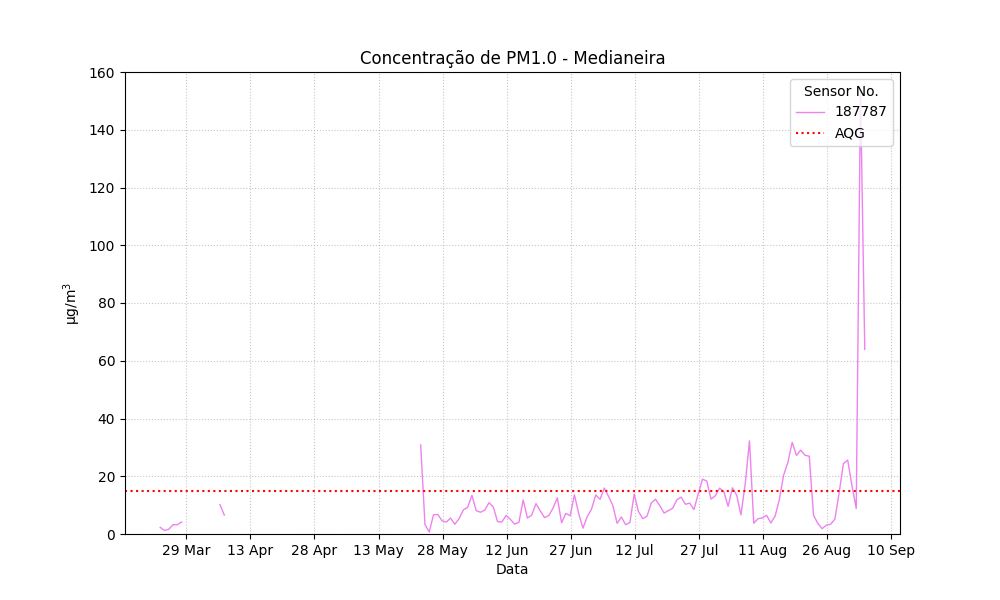 Concentração de PM1.0 - Medianeira
Sensor No.
187787
AQG
160
140
120
100
80
60
40
20
0
µg/m³
29 Mar 13 Apr 28 Apr 13 May 28 May 12 Jun 27 Jun 12 Jul 27 Jul 11 Aug 26 Aug 10 Sep
Data